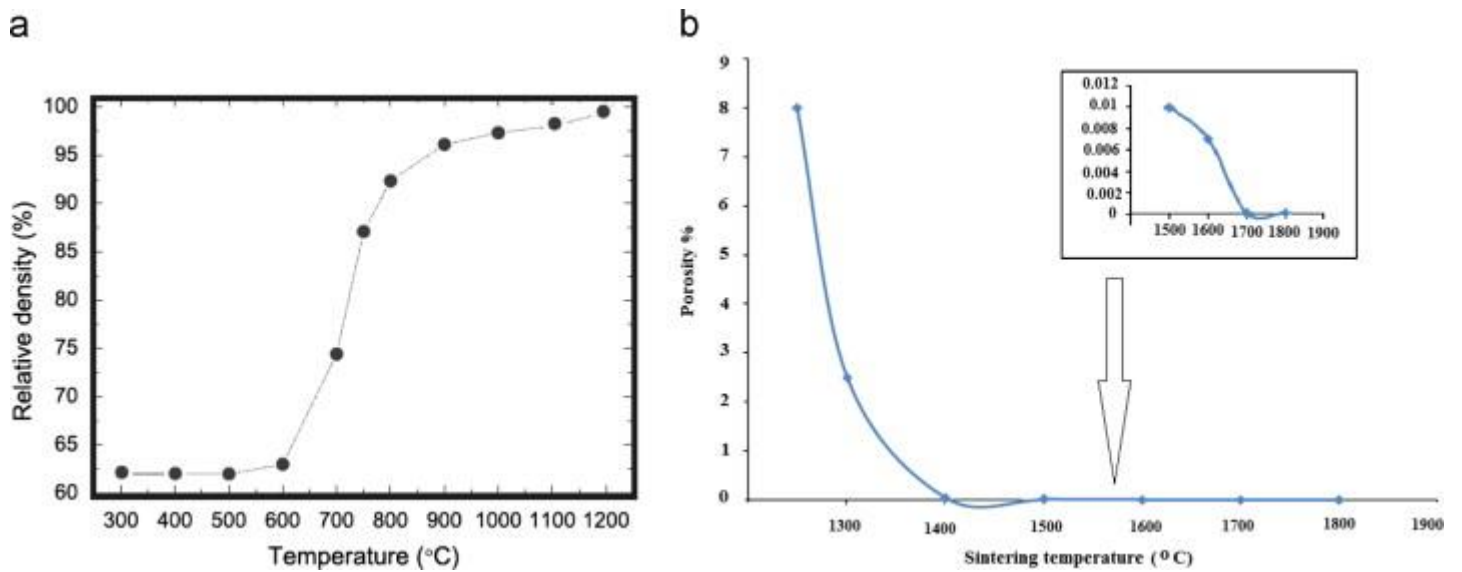 a
100
95
90
85
80
75
70
65
60
Relative density (%)
300 400 500 600 700 800 900 1000 1100 1200
Temperature (°C)
b
9
8
7
6
5
4
3
2
1
0
Porosity %
1300 1400 1500 1600 1700 1800 1900
Sintering temperature (° C)
0.012
0.01
0.008
0.006
0.004
0.002
0
1500 1600 1700 1800 1900